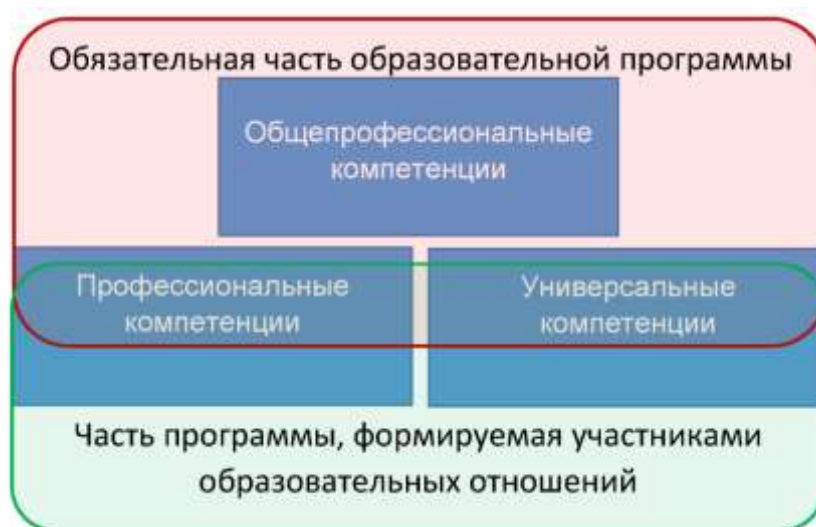 Обязательная часть образовательной программы
Общепрофессиональные
компетенции
Профессиональные
компетенции
Универсальные
компетенции
Часть программы, формируемая участниками
образовательных отношений